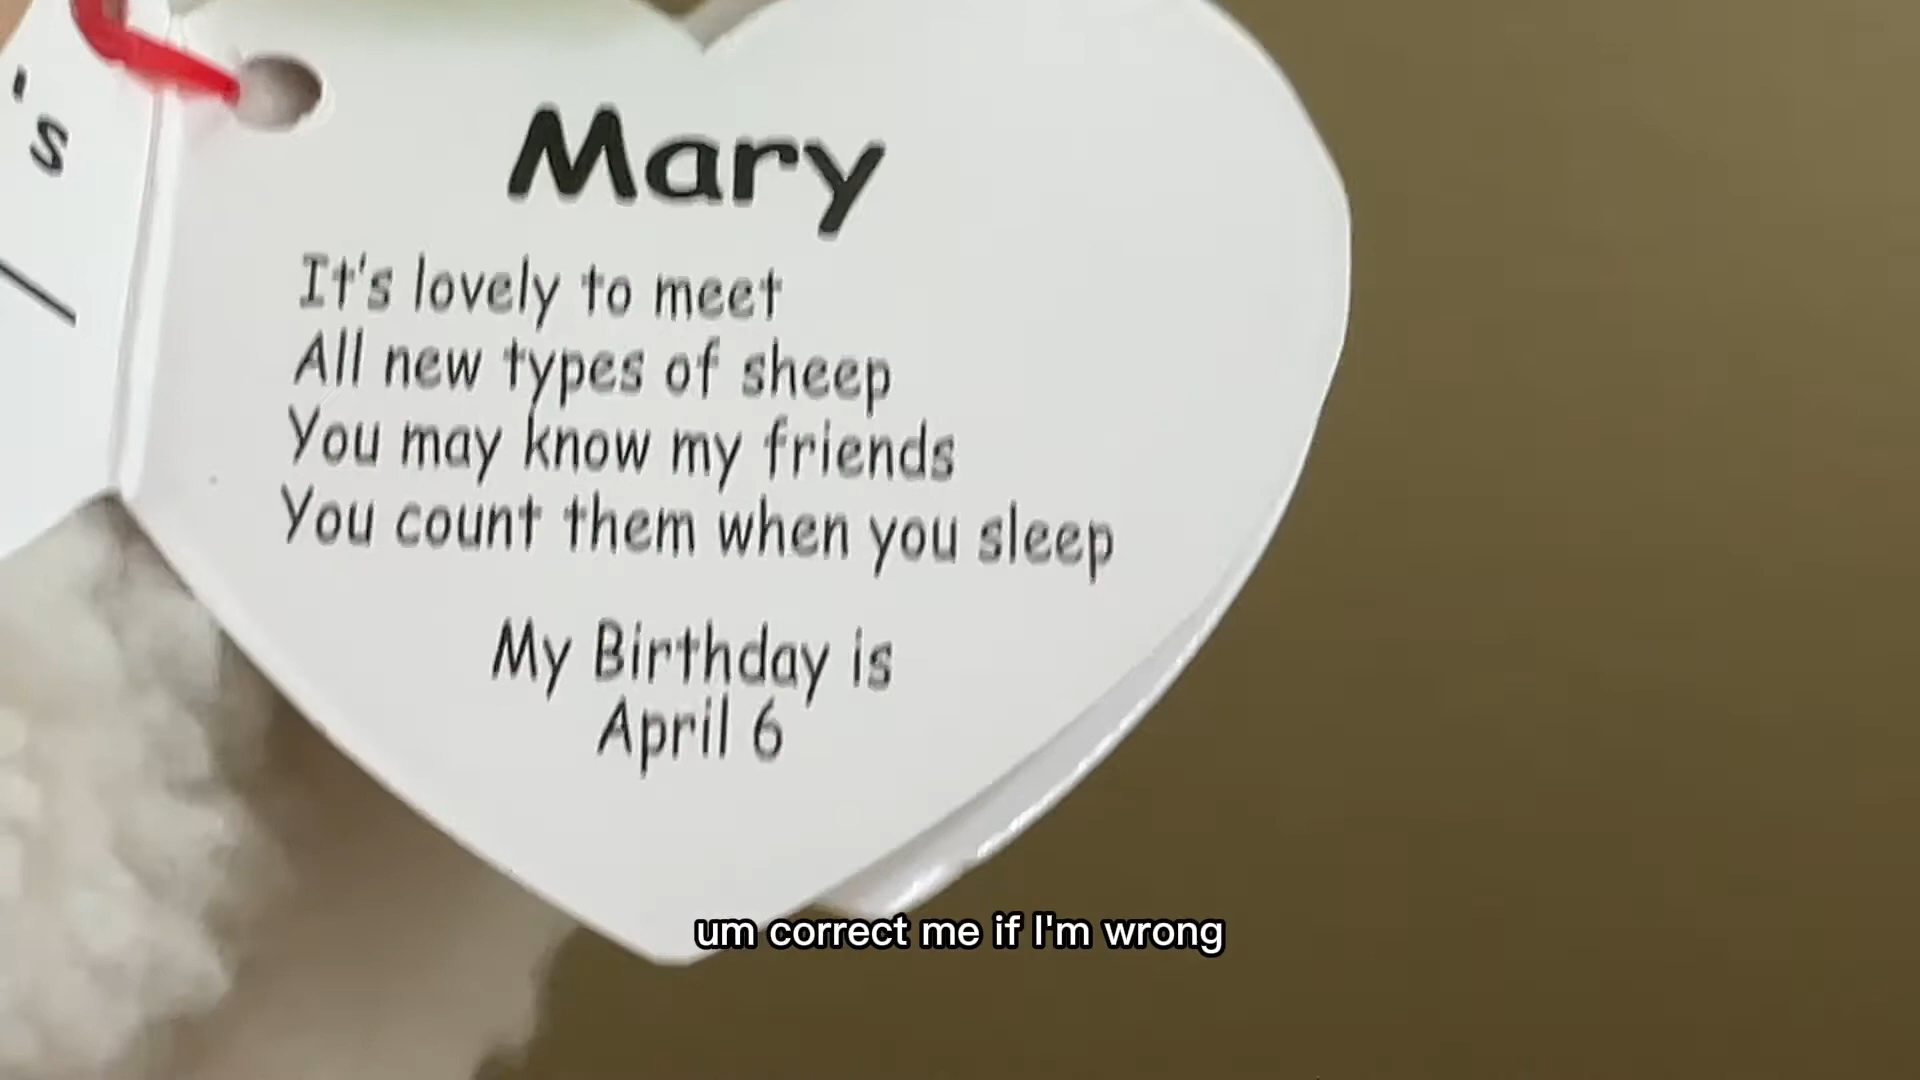 's
Mary
It's lovely to meet
All new types of sheep
You may know my friends
You count them when you sleep
My Birthday is
April 6
um correct me if I'm wrong